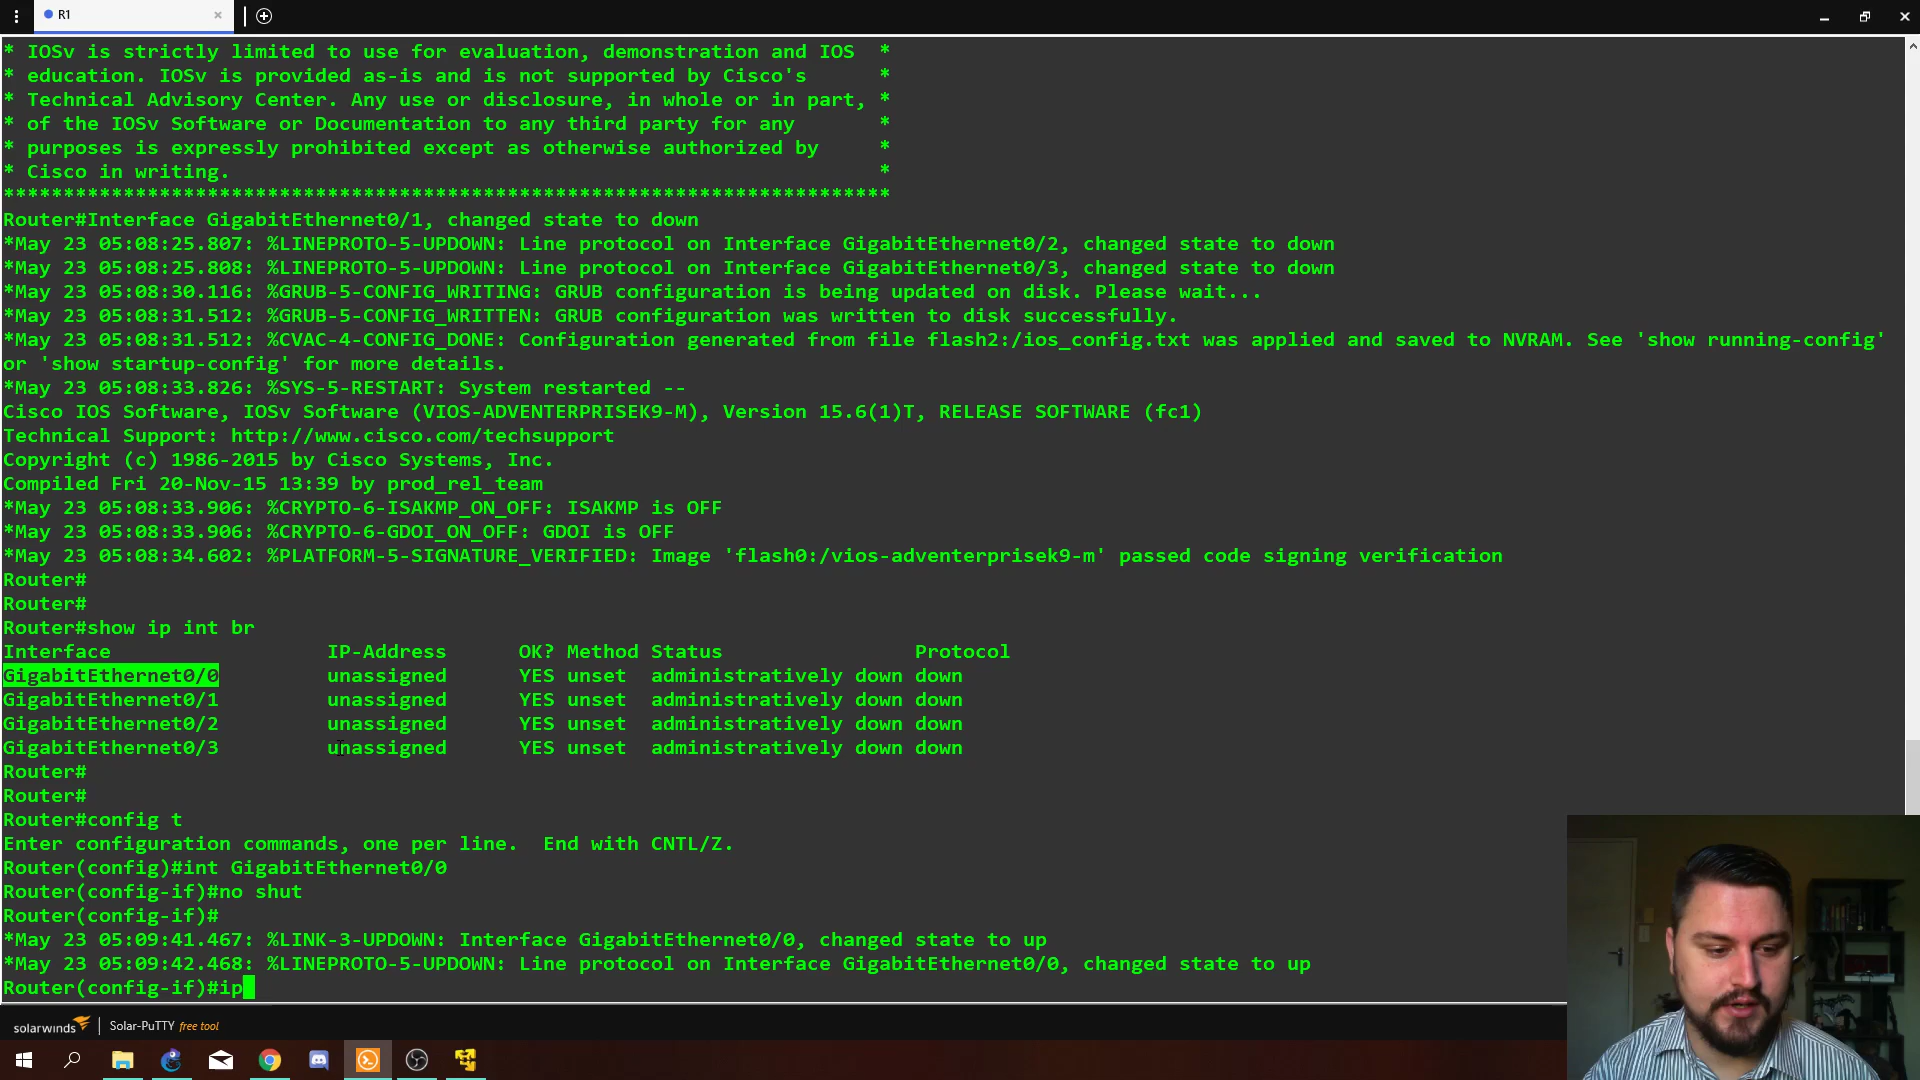 R1
* IOSv is strictly limited to use for evaluation, demonstration and IOS *
* education. IOSv is provided as-is and is not supported by Cisco's *
* Technical Advisory Center. Any use or disclosure, in whole or in part, *
* of the IOSv Software or Documentation to any third party for any *
* purposes is expressly prohibited except as otherwise authorized by *
* Cisco in writing. *
**************************************************************************
Router#Interface GigabitEthernet0/1, changed state to down
*May 23 05:08:25.807: %LINEPROTO-5-UPDOWN: Line protocol on Interface GigabitEthernet0/2, changed state to down
*May 23 05:08:25.808: %LINEPROTO-5-UPDOWN: Line protocol on Interface GigabitEthernet0/3, changed state to down
*May 23 05:08:30.116: %GRUB-5-CONFIG_WRITING: GRUB configuration is being updated on disk. Please wait...
*May 23 05:08:31.512: %GRUB-5-CONFIG_WRITTEN: GRUB configuration was written to disk successfully.
*May 23 05:08:31.512: %CVAC-4-CONFIG_DONE: Configuration generated from file flash2:/ios_config.txt was applied and saved to NVRAM. See 'show running-config'
or 'show startup-config' for more details.
*May 23 05:08:33.826: %SYS-5-RESTART: System restarted --
Cisco IOS Software, IOSv Software (VIOS-ADVENTERPRISEK9-M), Version 15.6(1)T, RELEASE SOFTWARE (fc1)
Technical Support: http://www.cisco.com/techsupport
Copyright (c) 1986-2015 by Cisco Systems, Inc.
Compiled Fri 20-Nov-15 13:39 by prod_rel_team
*May 23 05:08:33.906: %CRYPTO-6-ISAKMP_ON_OFF: ISAKMP is OFF
*May 23 05:08:33.906: %CRYPTO-6-GDOI_ON_OFF: GDOI is OFF
*May 23 05:08:34.602: %PLATFORM-5-SIGNATURE_VERIFIED: Image 'flash0:/vios-adventerprisek9-m' passed code signing verification
Router#
Router#
Router#show ip int br
Interface IP-Address OK? Method Status Protocol
GigabitEthernet0/0 unassigned YES unset administratively down down
GigabitEthernet0/1 unassigned YES unset administratively down down
GigabitEthernet0/2 unassigned YES unset administratively down down
GigabitEthernet0/3 unassigned YES unset administratively down down
Router#
Router#
Router#config t
Enter configuration commands, one per line. End with CNTL/Z.
Router(config)#int GigabitEthernet0/0
Router(config-if)#no shut
Router(config-if)#
*May 23 05:09:41.467: %LINK-3-UPDOWN: Interface GigabitEthernet0/0, changed state to up
*May 23 05:09:42.468: %LINEPROTO-5-UPDOWN: Line protocol on Interface GigabitEthernet0/0, changed state to up
Router(config-if)#ip
solarwinds | Solar-PuTTY free tool